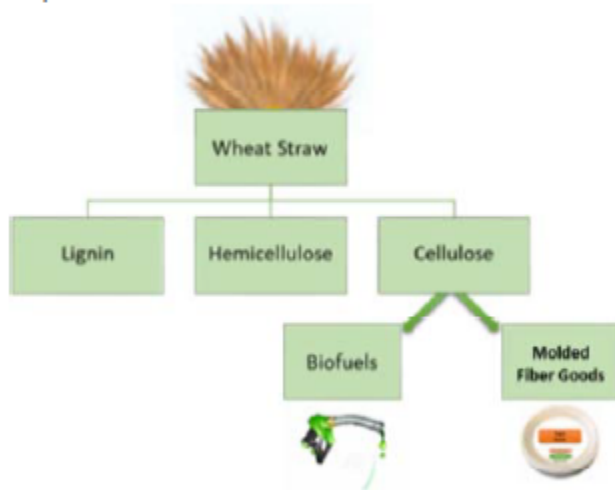 Wheat Straw
Lignin
Hemicellulose
Cellulose
Biofuels
Molded
Fiber Goods